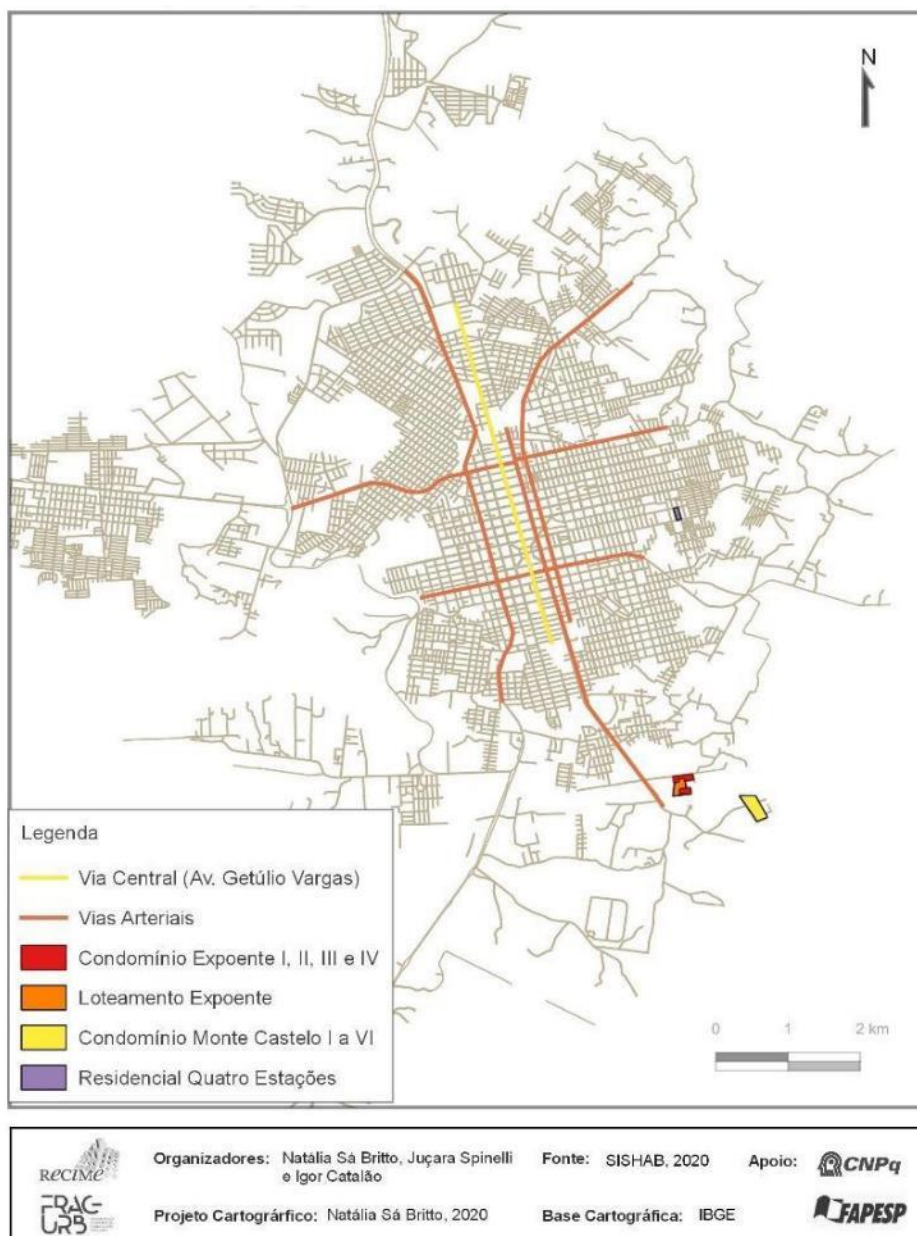 N
Legenda
Via Central (Av. Getúlio Vargas)
Vias Arteriais
Condomínio Expoente I, II, III e IV
Loteamento Expoente
Condomínio Monte Castelo I a VI
Residencial Quatro Estações
0 1 2 km
ReCiMe
Organizadores: Natália Sá Britto, Juçara Spinelli
e Igor Catalão
Fonte: SISHAB, 2020
Apoio: CNPq
FRAG-
URB
Projeto Cartográrfico: Natália Sá Britto, 2020
Base Cartográfica: IBGE
FAPESP